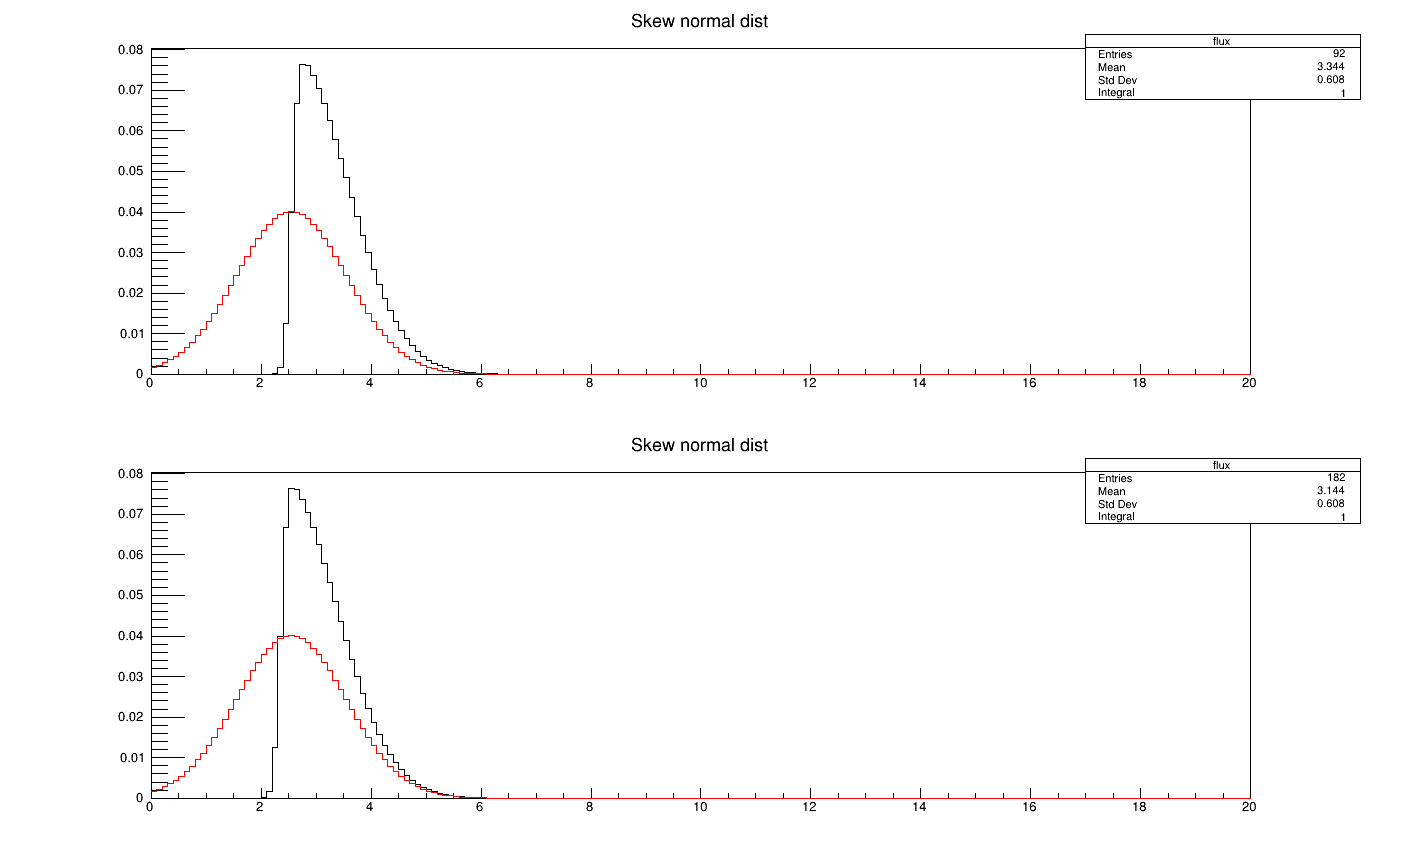 Skew normal dist
flux
Entries 92
Mean 3.344
Std Dev 0.608
Integral 1
0.08
0.07
0.06
0.05
0.04
0.03
0.02
0.01
0
0 2 4 6 8 10 12 14 16 18 20
Skew normal dist
flux
Entries 182
Mean 3.144
Std Dev 0.608
Integral 1
0.08
0.07
0.06
0.05
0.04
0.03
0.02
0.01
0
0 2 4 6 8 10 12 14 16 18 20